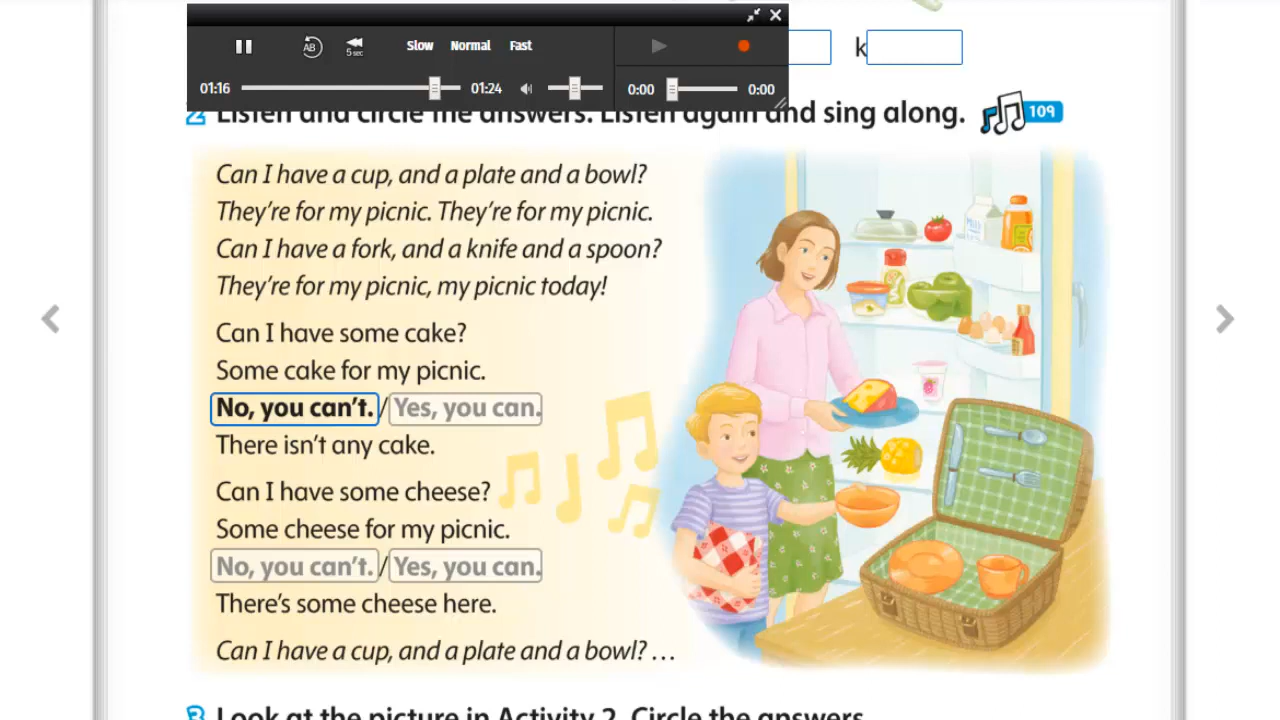 AB
5 sec
Slow Normal Fast
01:16 01:24 0:00 0:00
k
2 Listen and circle the answers. Listen again and sing along. 109
Can I have a cup, and a plate and a bowl?
They're for my picnic. They're for my picnic.
Can I have a fork, and a knife and a spoon?
They're for my picnic, my picnic today!
Can I have some cake?
Some cake for my picnic.
No, you can't. / Yes, you can.
There isn't any cake.
Can I have some cheese?
Some cheese for my picnic.
No, you can't. / Yes, you can.
There's some cheese here.
Can I have a cup, and a plate and a bowl? …
3 Look at the picture in Activity 2. Circle the answers.